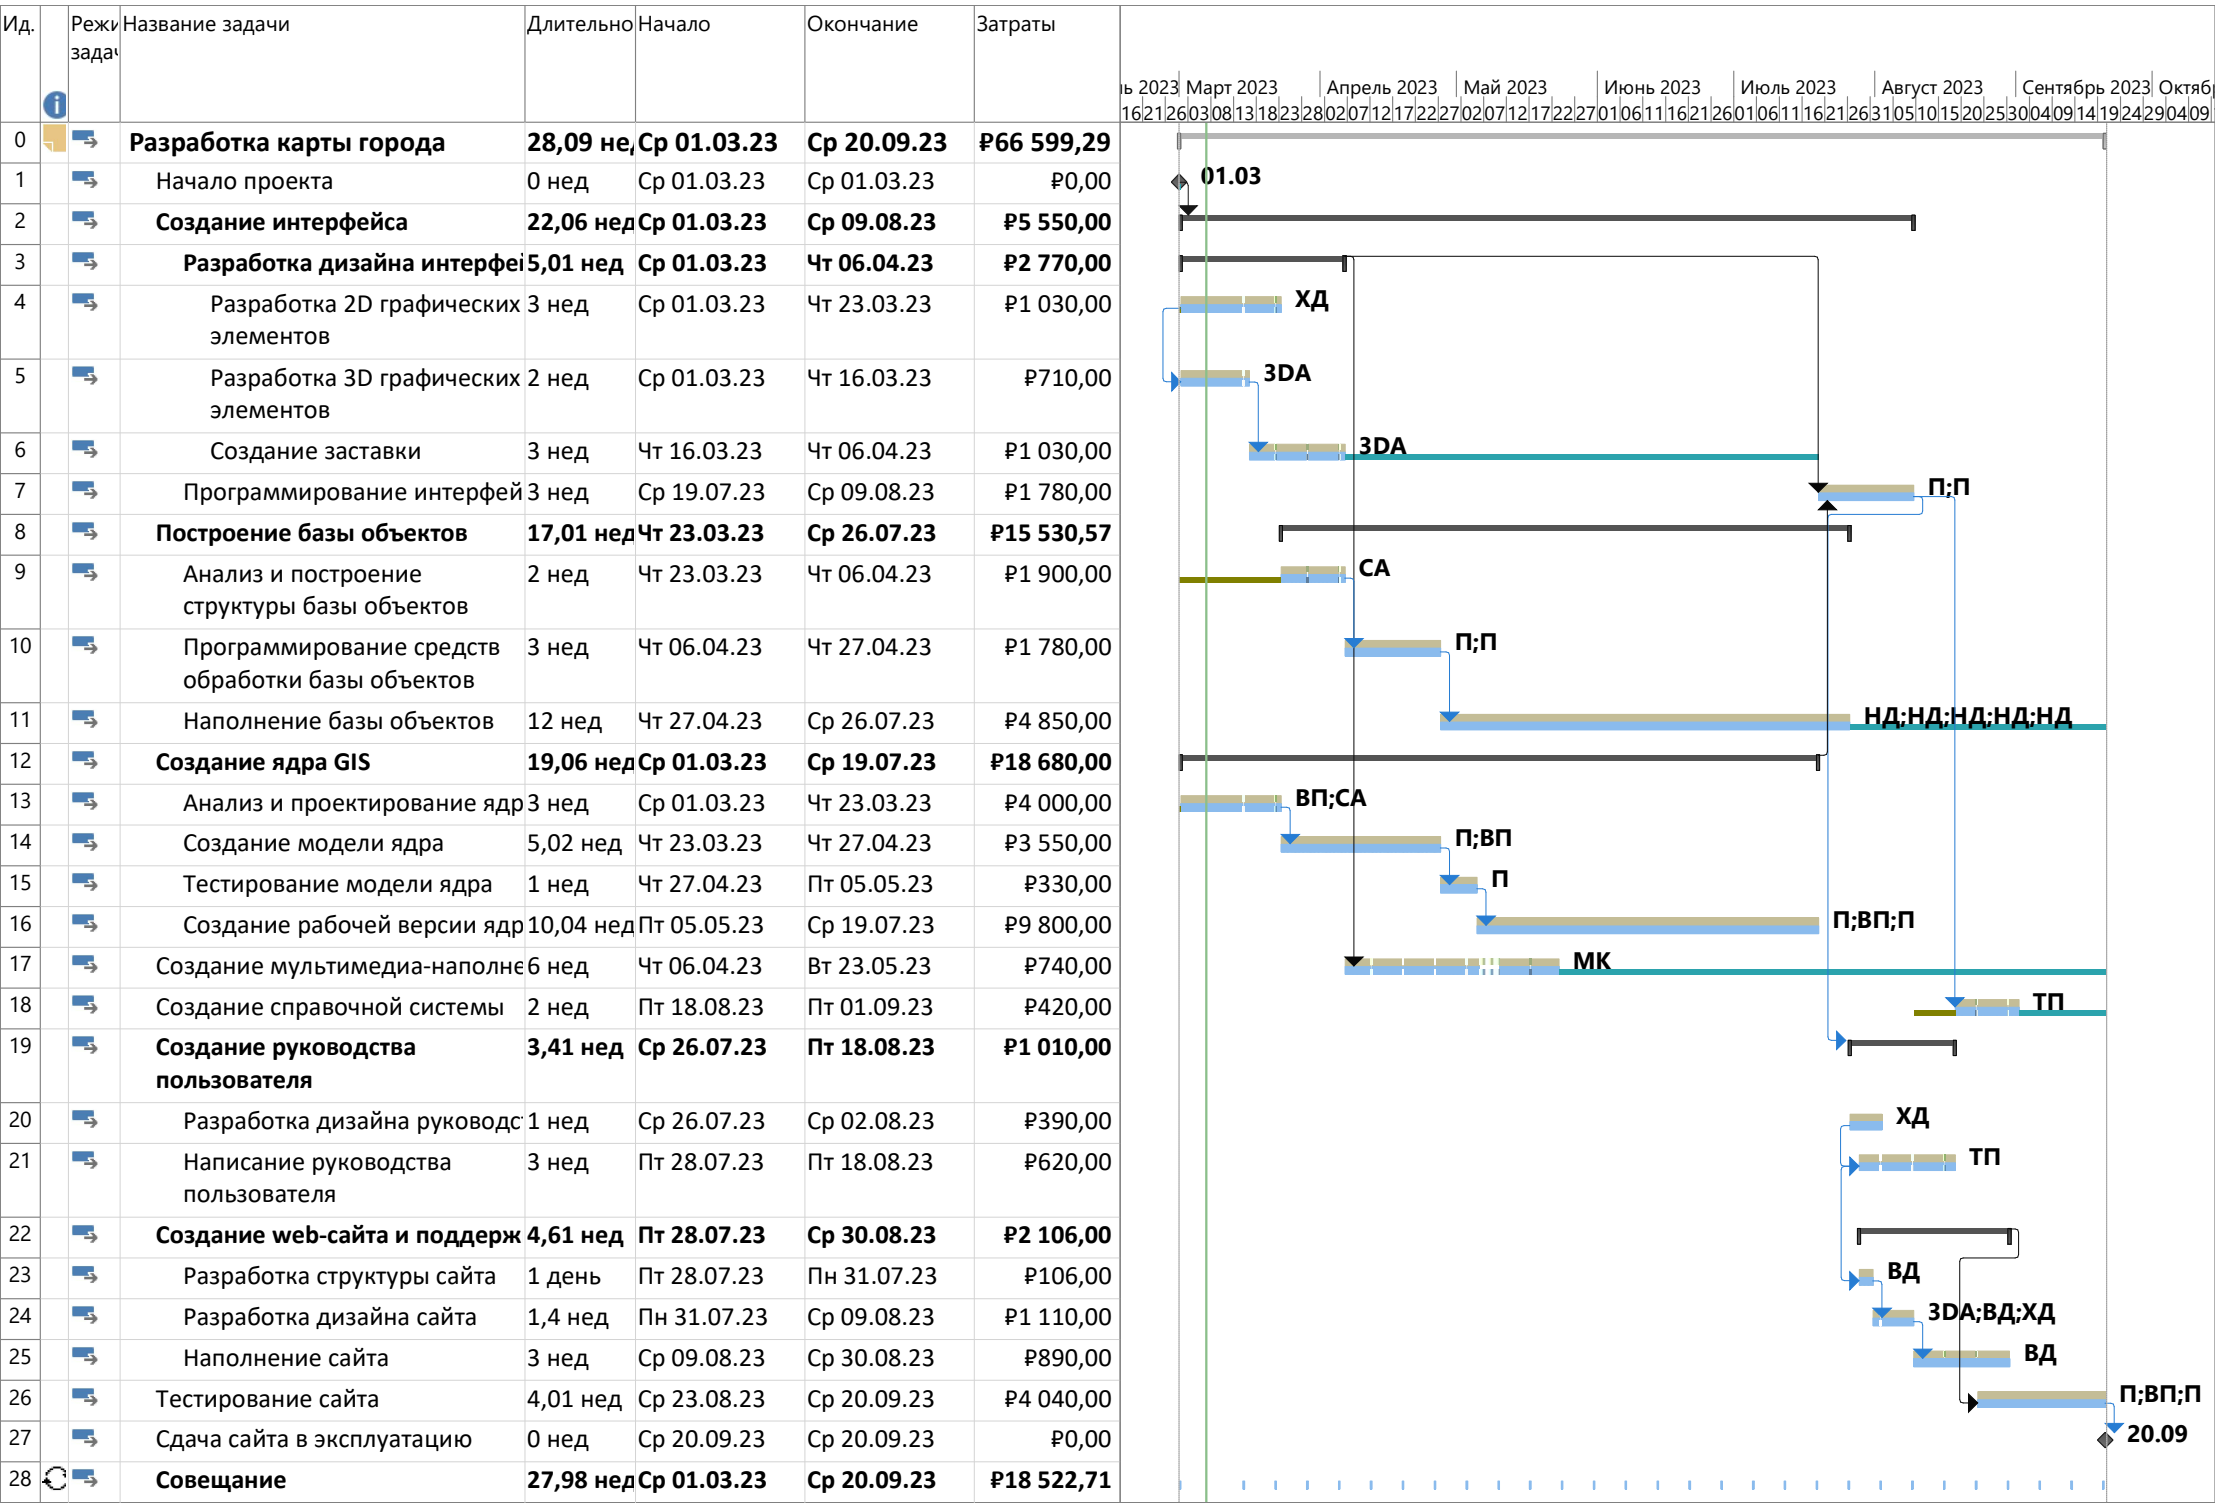 Ид.
Режи
задач
Название задачи
Длительно
Начало
Окончание
Затраты
ь 2023
Март 2023
Апрель 2023
Май 2023
Июнь 2023
Июль 2023
Август 2023
Сентябрь 2023
Октяб
16 21 26 03 08 13 18 23 28 02 07 12 17 22 27 02 07 12 17 22 27 01 06 11 16 21 26 01 06 11 16 21 26 31 05 10 15 20 25 30 04 09 14 19 24 29 04 09
0 Разработка карты города 28,09 нед Ср 01.03.23 Ср 20.09.23 ₽66 599,29
1 Начало проекта 0 нед Ср 01.03.23 Ср 01.03.23 ₽0,00 01.03
2 Создание интерфейса 22,06 нед Ср 01.03.23 Ср 09.08.23 ₽5 550,00
3 Разработка дизайна интерфей 5,01 нед Ср 01.03.23 Чт 06.04.23 ₽2 770,00
4 Разработка 2D графических 3 нед Ср 01.03.23 Чт 23.03.23 ₽1 030,00 ХД
элементов
5 Разработка 3D графических 2 нед Ср 01.03.23 Чт 16.03.23 ₽710,00 3DА
элементов
6 Создание заставки 3 нед Чт 16.03.23 Чт 06.04.23 ₽1 030,00 3DА
7 Программирование интерфей 3 нед Ср 19.07.23 Ср 09.08.23 ₽1 780,00 П;П
8 Построение базы объектов 17,01 нед Чт 23.03.23 Ср 26.07.23 ₽15 530,57
9 Анализ и построение 2 нед Чт 23.03.23 Чт 06.04.23 ₽1 900,00 СА
структуры базы объектов
10 Программирование средств 3 нед Чт 06.04.23 Чт 27.04.23 ₽1 780,00 П;П
обработки базы объектов
11 Наполнение базы объектов 12 нед Чт 27.04.23 Ср 26.07.23 ₽4 850,00 НД;НД;НД;НД;НД
12 Создание ядра GIS 19,06 нед Ср 01.03.23 Ср 19.07.23 ₽18 680,00
13 Анализ и проектирование ядр 3 нед Ср 01.03.23 Чт 23.03.23 ₽4 000,00 ВП;СА
14 Создание модели ядра 5,02 нед Чт 23.03.23 Чт 27.04.23 ₽3 550,00 П;ВП
15 Тестирование модели ядра 1 нед Чт 27.04.23 Пт 05.05.23 ₽330,00 П
16 Создание рабочей версии ядр 10,04 нед Пт 05.05.23 Ср 19.07.23 ₽9 800,00 П;ВП;П
17 Создание мультимедиа-наполне 6 нед Чт 06.04.23 Вт 23.05.23 ₽740,00 МК
18 Создание справочной системы 2 нед Пт 18.08.23 Пт 01.09.23 ₽420,00 ТП
19 Создание руководства 3,41 нед Ср 26.07.23 Пт 18.08.23 ₽1 010,00
пользователя
20 Разработка дизайна руководс 1 нед Ср 26.07.23 Ср 02.08.23 ₽390,00 ХД
21 Написание руководства 3 нед Пт 28.07.23 Пт 18.08.23 ₽620,00 ТП
пользователя
22 Создание web-сайта и поддерж 4,61 нед Пт 28.07.23 Ср 30.08.23 ₽2 106,00
23 Разработка структуры сайта 1 день Пт 28.07.23 Пн 31.07.23 ₽106,00 ВД
24 Разработка дизайна сайта 1,4 нед Пн 31.07.23 Ср 09.08.23 ₽1 110,00 3DА;ВД;ХД
25 Наполнение сайта 3 нед Ср 09.08.23 Ср 30.08.23 ₽890,00 ВД
26 Тестирование сайта 4,01 нед Ср 23.08.23 Ср 20.09.23 ₽4 040,00 П;ВП;П
27 Сдача сайта в эксплуатацию 0 нед Ср 20.09.23 Ср 20.09.23 ₽0,00 20.09
28 Совещание 27,98 нед Ср 01.03.23 Ср 20.09.23 ₽18 522,71